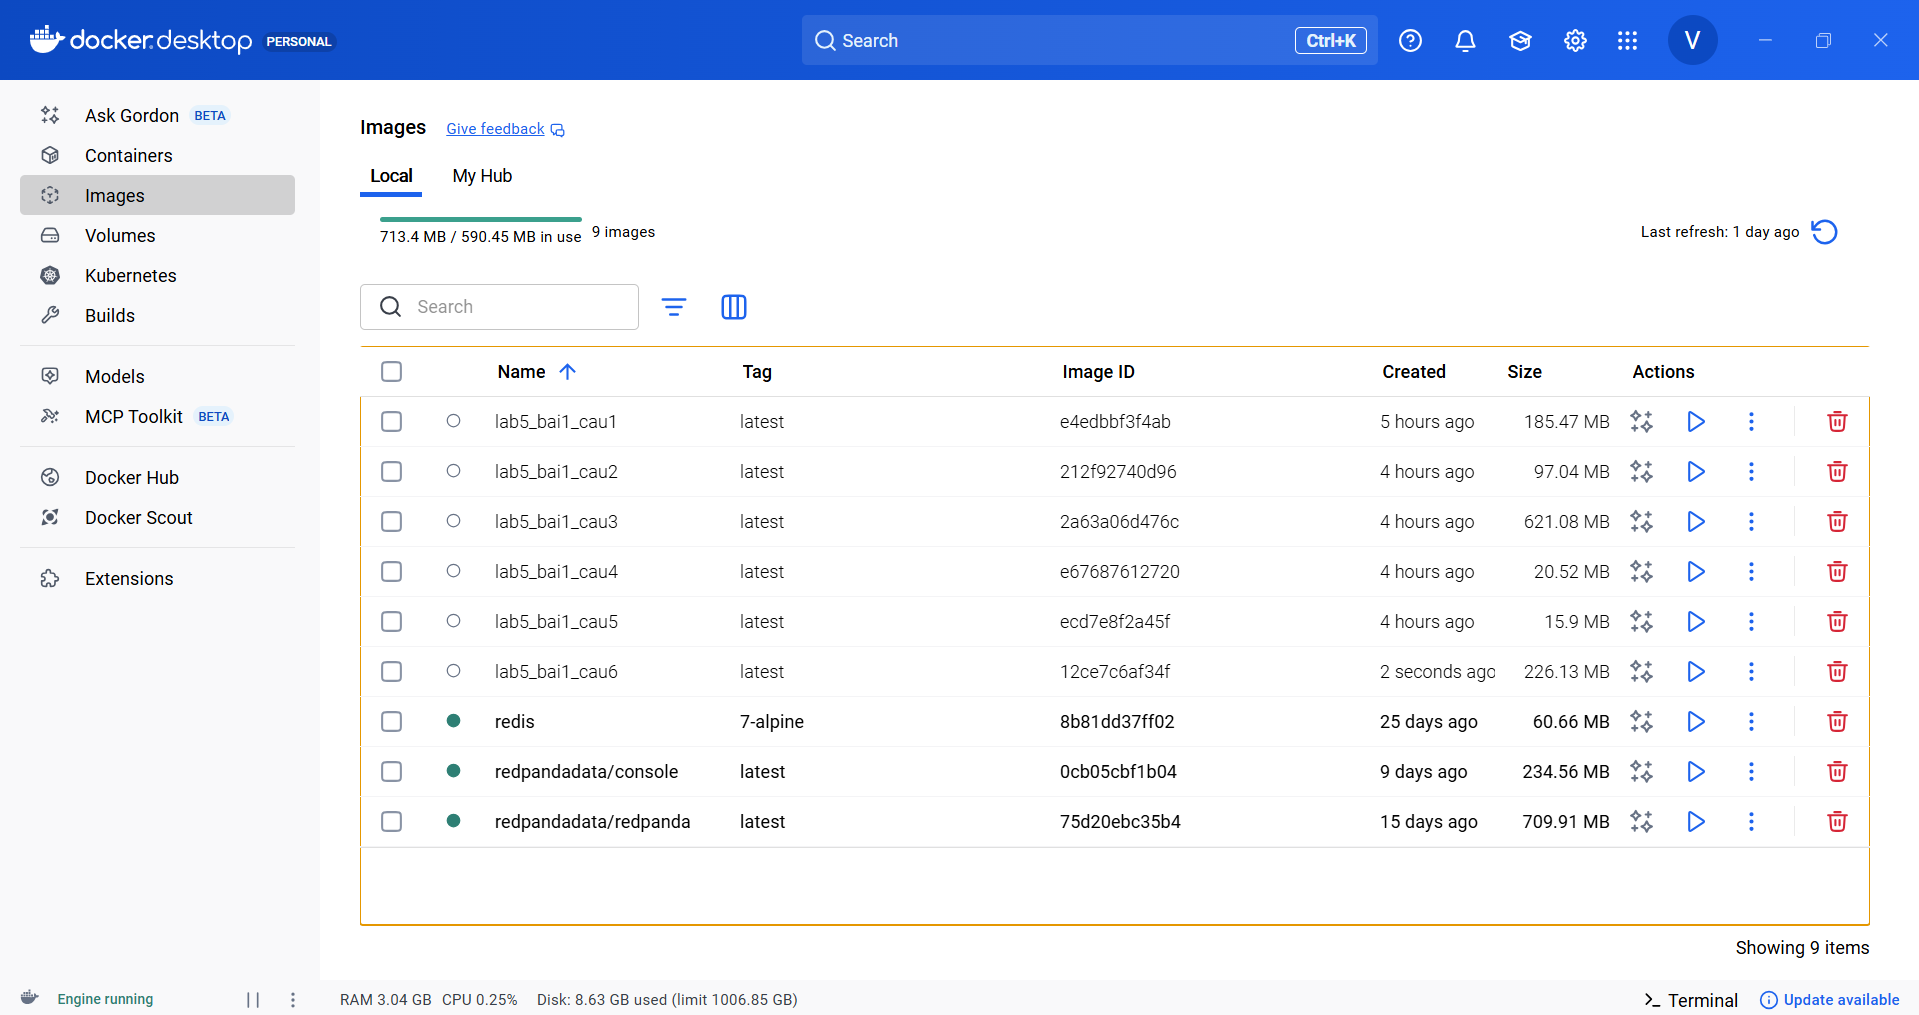 docker.desktop PERSONAL
Search Ctrl+K
V
Ask Gordon BETA
Containers
Images
Volumes
Kubernetes
Builds
Models
MCP Toolkit BETA
Docker Hub
Docker Scout
Extensions
Images Give feedback
Local My Hub
713.4 MB / 590.45 MB in use 9 images
Last refresh: 1 day ago
Search
Name Tag Image ID Created Size Actions
lab5_bai1_cau1 latest e4edbbf3f4ab 5 hours ago 185.47 MB
lab5_bai1_cau2 latest 212f92740d96 4 hours ago 97.04 MB
lab5_bai1_cau3 latest 2a63a06d476c 4 hours ago 621.08 MB
lab5_bai1_cau4 latest e67687612720 4 hours ago 20.52 MB
lab5_bai1_cau5 latest ecd7e8f2a45f 4 hours ago 15.9 MB
lab5_bai1_cau6 latest 12ce7c6af34f 2 seconds ago 226.13 MB
redis 7-alpine 8b81dd37ff02 25 days ago 60.66 MB
redpandadata/console latest 0cb05cbf1b04 9 days ago 234.56 MB
redpandadata/redpanda latest 75d20ebc35b4 15 days ago 709.91 MB
Showing 9 items
Engine running
RAM 3.04 GB CPU 0.25% Disk: 8.63 GB used (limit 1006.85 GB)
Terminal
Update available